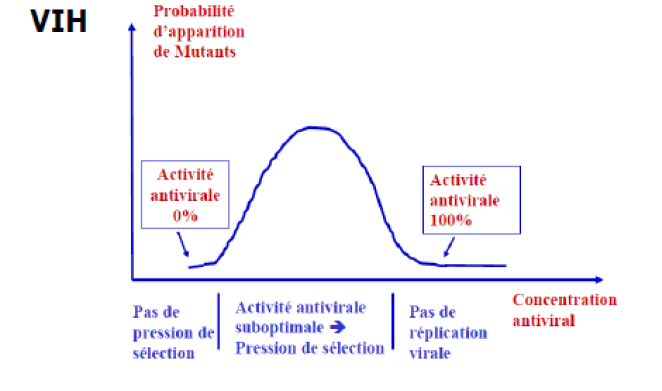 VIH
Probabilité
d'apparition
de Mutants
Activité
antivirale
0%
Activité
antivirale
100%
Pas de
pression de
sélection
Activité antivirale
suboptimale ➔
Pression de sélection
Pas de
réplication
virale
Concentration
antiviral